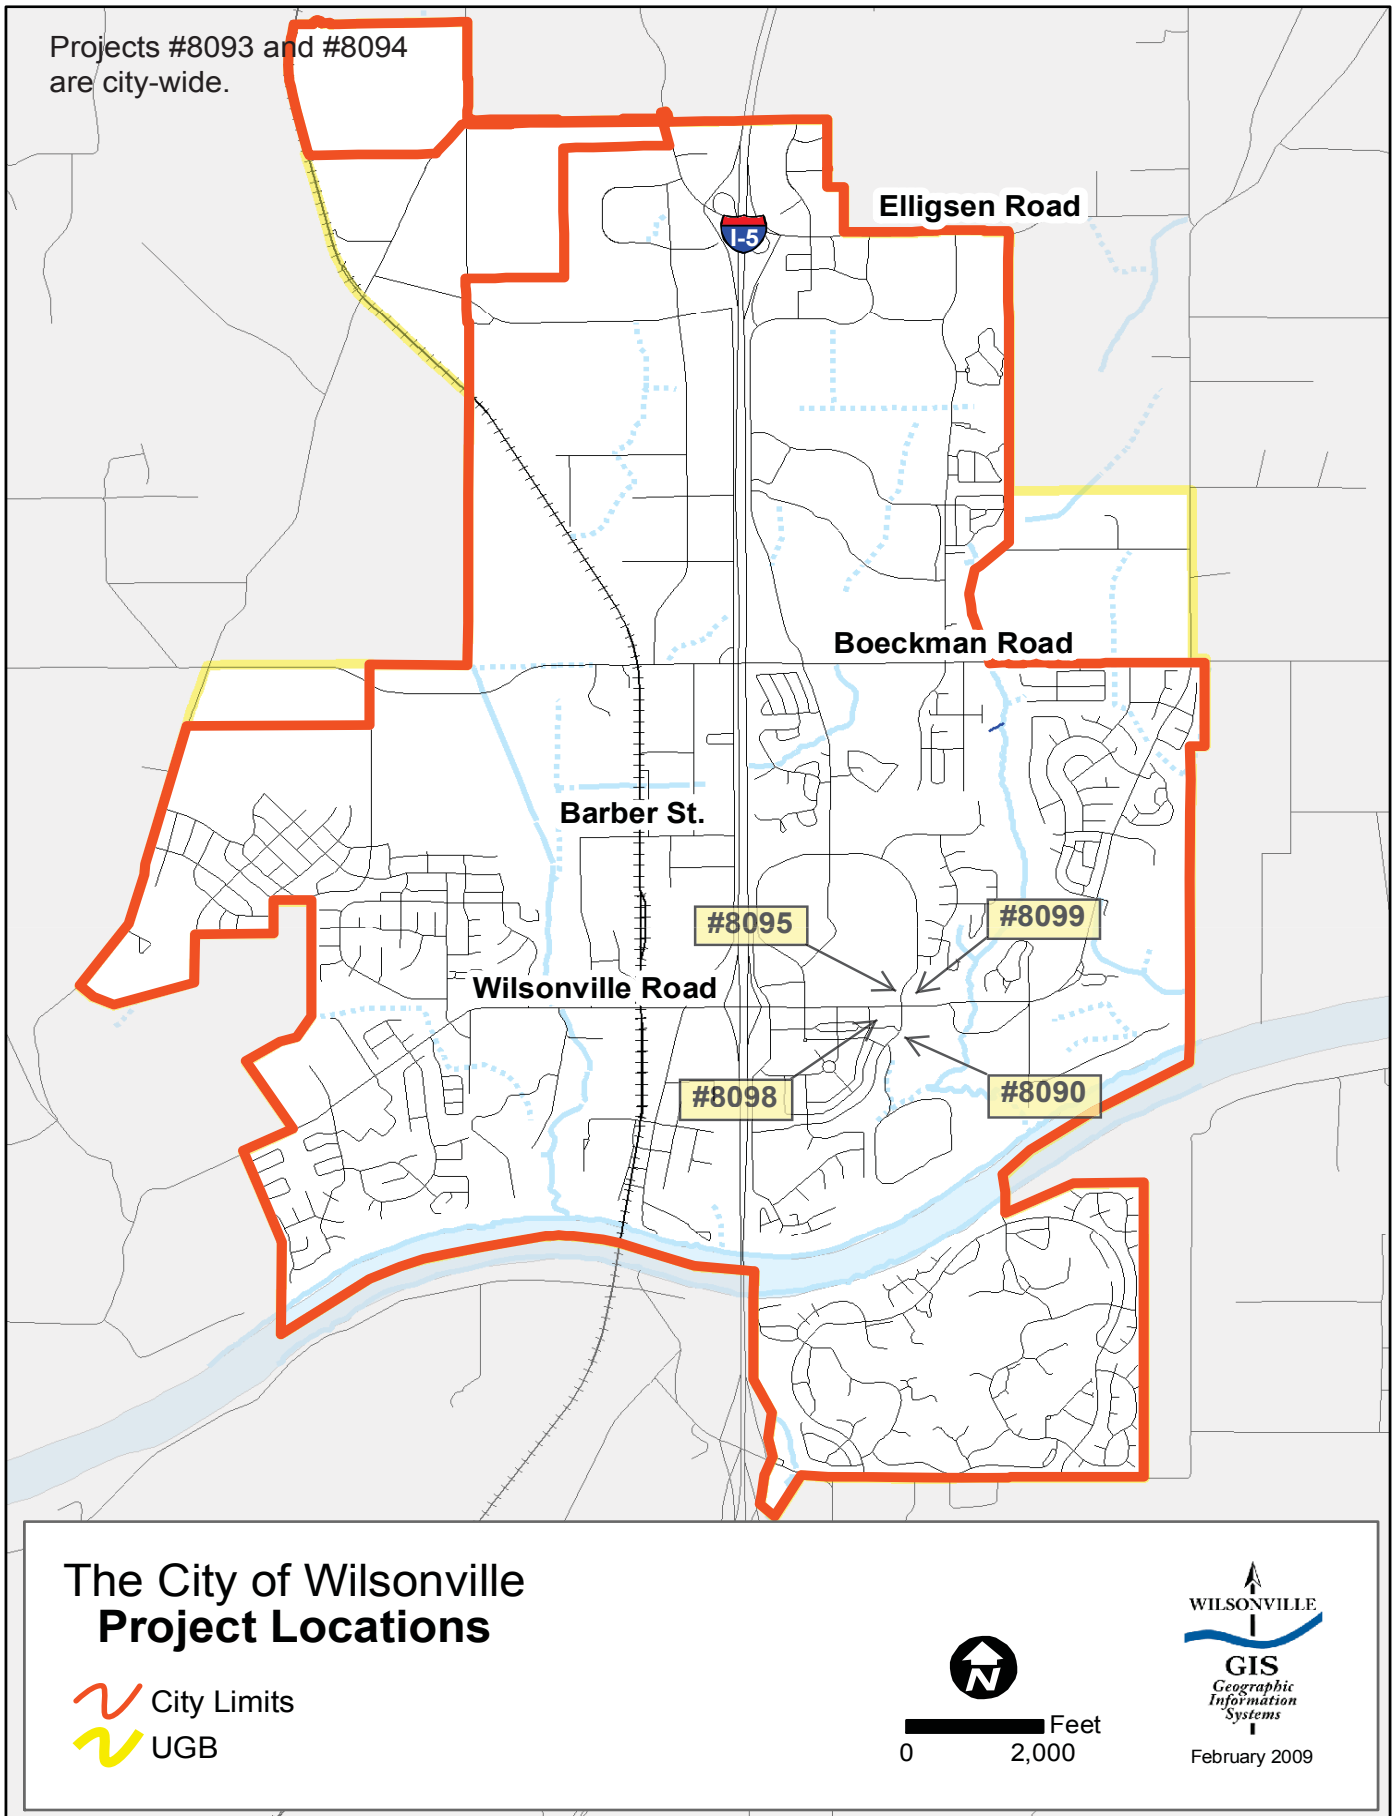 Projects #8093 and #8094
are city-wide.
Elligsen Road
I-5
Boeckman Road
Barber St.
#8095
#8099
Wilsonville Road
#8098
#8090
The City of Wilsonville
Project Locations
City Limits
UGB
N
Feet
0 2,000
WILSONVILLE
GIS
Geographic
Information
Systems
February 2009